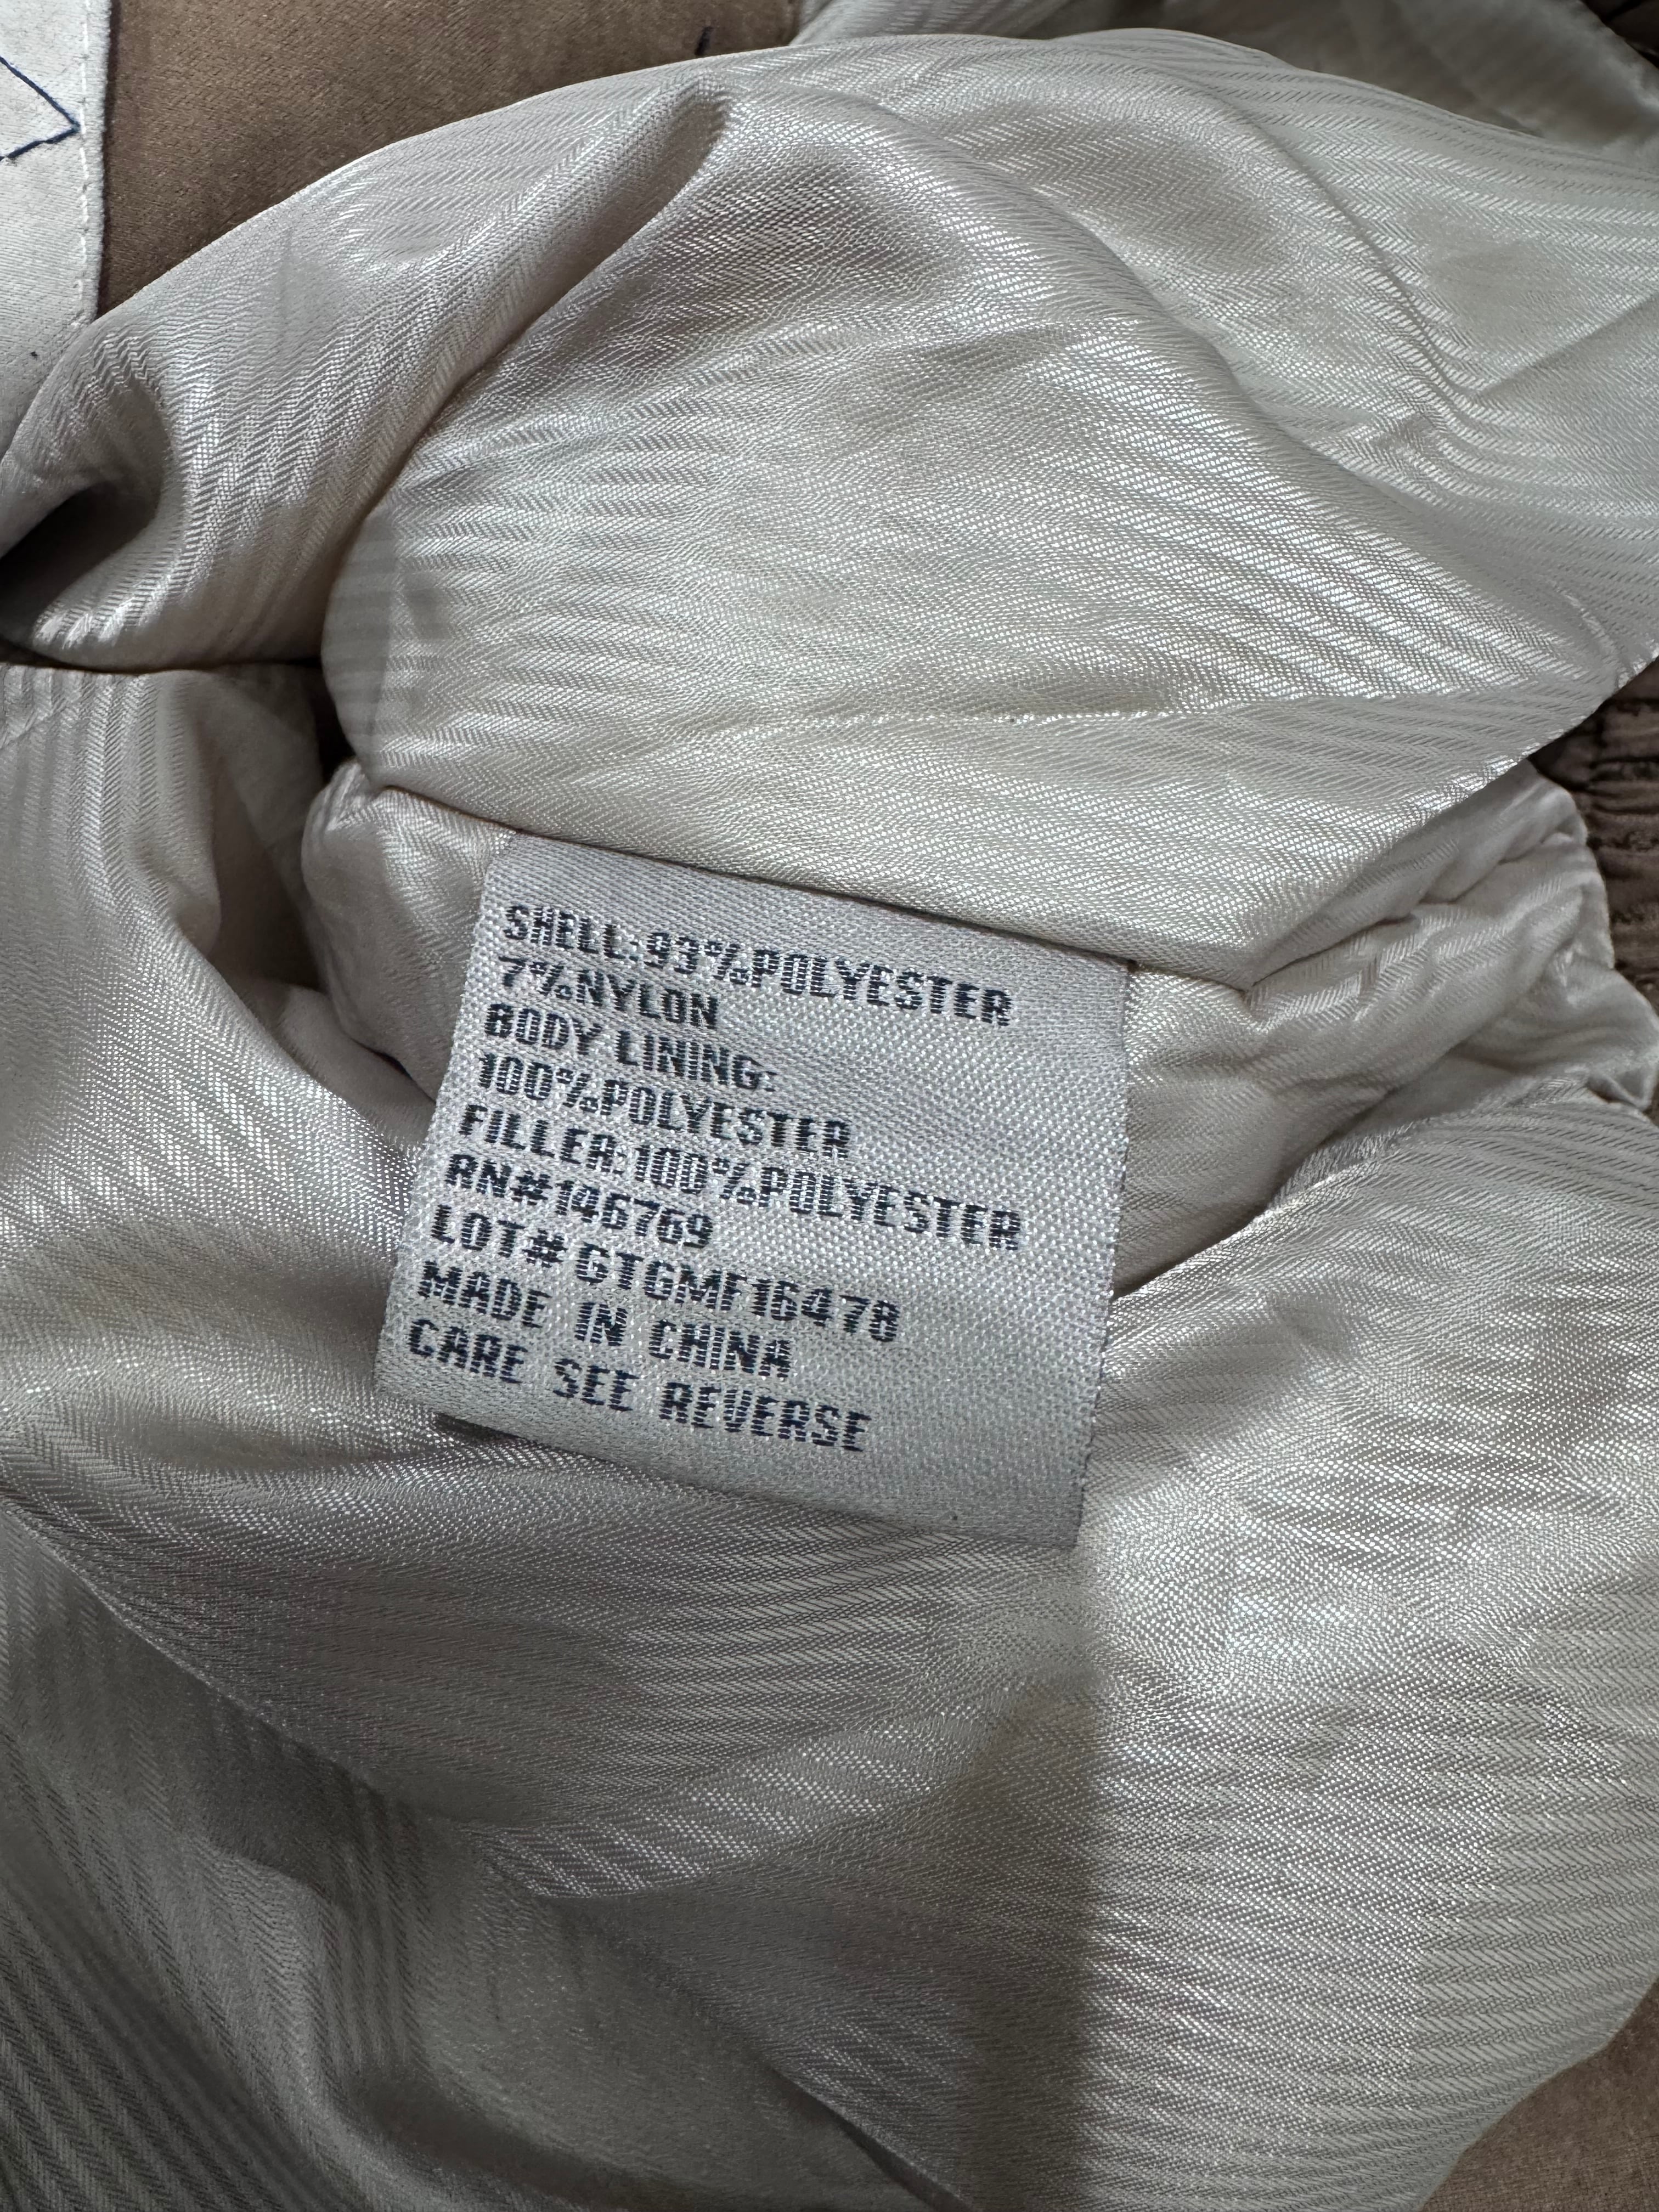 SHELL:93%POLYESTER
7%NYLON
BODY LINING:
100%POLYESTER
FILLER:100%POLYESTER
RN#146769
LOT#GTGMF16478
MADE IN CHINA
CARE SEE REVERSE